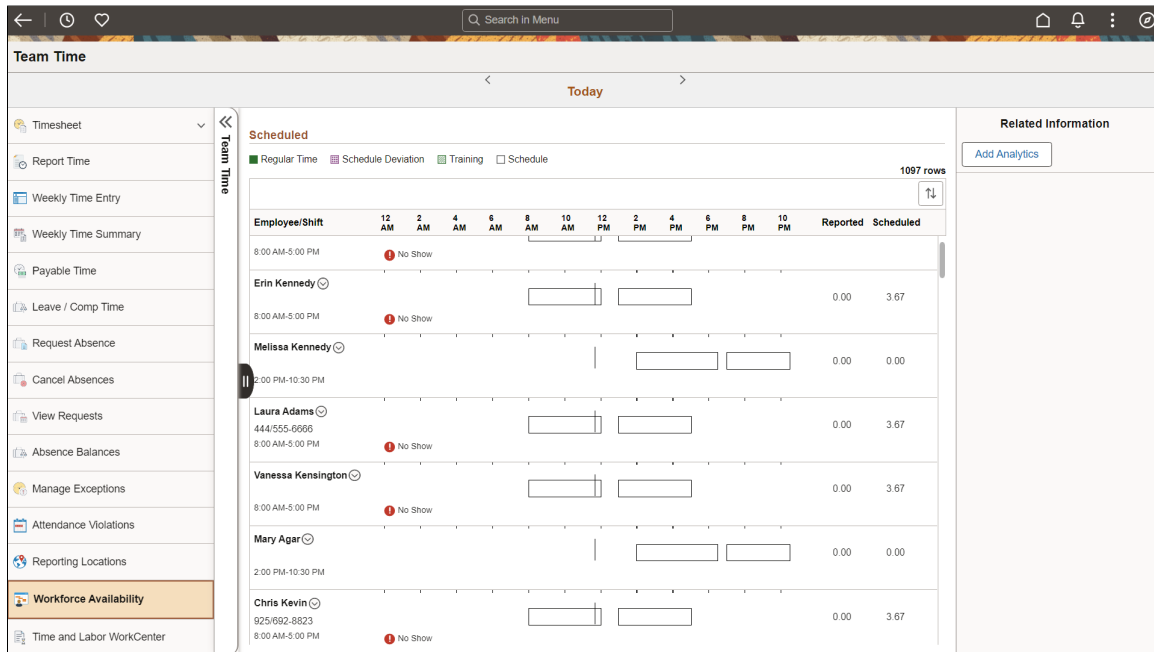 Search in Menu
Team Time
Today
Timesheet
Report Time
Weekly Time Entry
Weekly Time Summary
Payable Time
Leave / Comp Time
Request Absence
Cancel Absences
View Requests
Absence Balances
Manage Exceptions
Attendance Violations
Reporting Locations
Workforce Availability
Time and Labor WorkCenter
Team Time
Scheduled
Regular Time Schedule Deviation Training Schedule
1097 rows
Employee/Shift 12 AM 2 AM 4 AM 6 AM 8 AM 10 AM 12 PM 2 PM 4 PM 6 PM 8 PM 10 PM Reported Scheduled
8:00 AM-5:00 PM No Show
Erin Kennedy 0.00 3.67
8:00 AM-5:00 PM No Show
Melissa Kennedy 0.00 0.00
2:00 PM-10:30 PM
Laura Adams
444/555-6666 0.00 3.67
8:00 AM-5:00 PM No Show
Vanessa Kensington 0.00 3.67
8:00 AM-5:00 PM No Show
Mary Agar 0.00 0.00
2:00 PM-10:30 PM
Chris Kevin
925/692-8823 0.00 3.67
8:00 AM-5:00 PM No Show
Related Information
Add Analytics